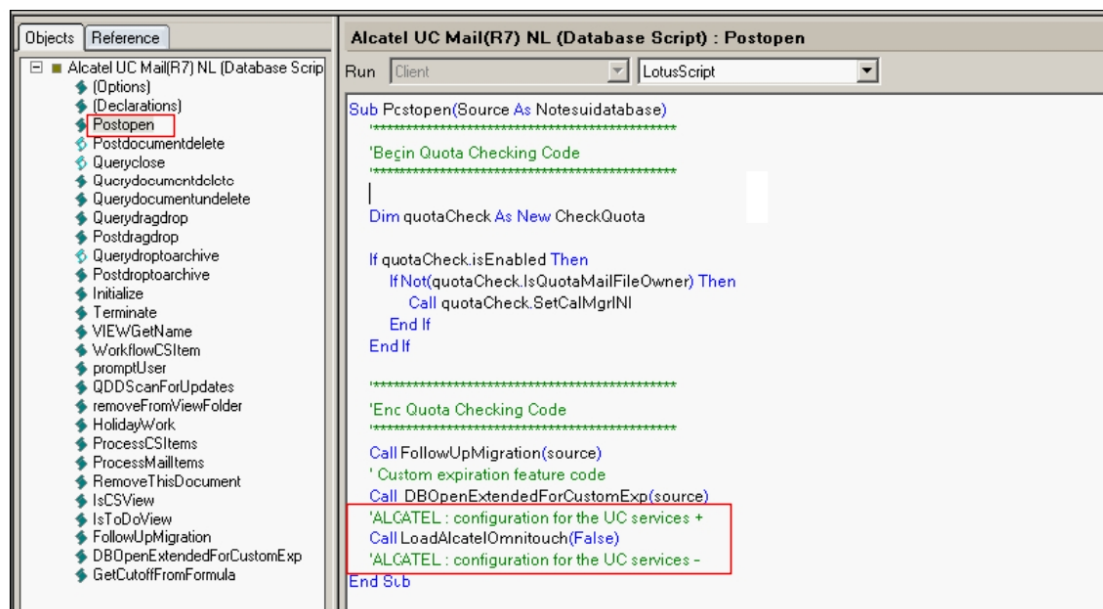 Objects Reference
Alcatel UC Mail(R7) NL (Database Scrip
(Options)
(Declarations)
Postopen
Postdocumentdelete
Queryclose
Querydocumentdelete
Querydocumentundelete
Querydragdrop
Postdragdrop
Querydroptoarchive
Postdroptoarchive
Initialize
Terminate
VIEWGetName
WorkflowCSItem
promptUser
QDDScanForUpdates
removeFromViewFolder
HolidayWork
ProcessCSItems
ProcessMailItems
RemoveThisDocument
IsCSView
IsToDoView
FollowUpMigration
DBOpenExtendedForCustomExp
GetCutoffFromFormula
Alcatel UC Mail(R7) NL (Database Script) : Postopen
Run Client LotusScript
Sub Postopen(Source As Notesuidatabase)
'*********************************************
'Begin Quota Checking Code
'*********************************************
Dim quotaCheck As New CheckQuota
If quotaCheck.isEnabled Then
If Not(quotaCheck.IsQuotaMailFileOwner) Then
Call quotaCheck.SetCalMgrINI
End If
End If
'*********************************************
'End Quota Checking Code
'*********************************************
Call FollowUpMigration(source)
' Custom expiration feature code
Call DBOpenExtendedForCustomExp(source)
'ALCATEL : configuration for the UC services +
Call LoadAlcatelOmnitouch(False)
'ALCATEL : configuration for the UC services -
End Sub